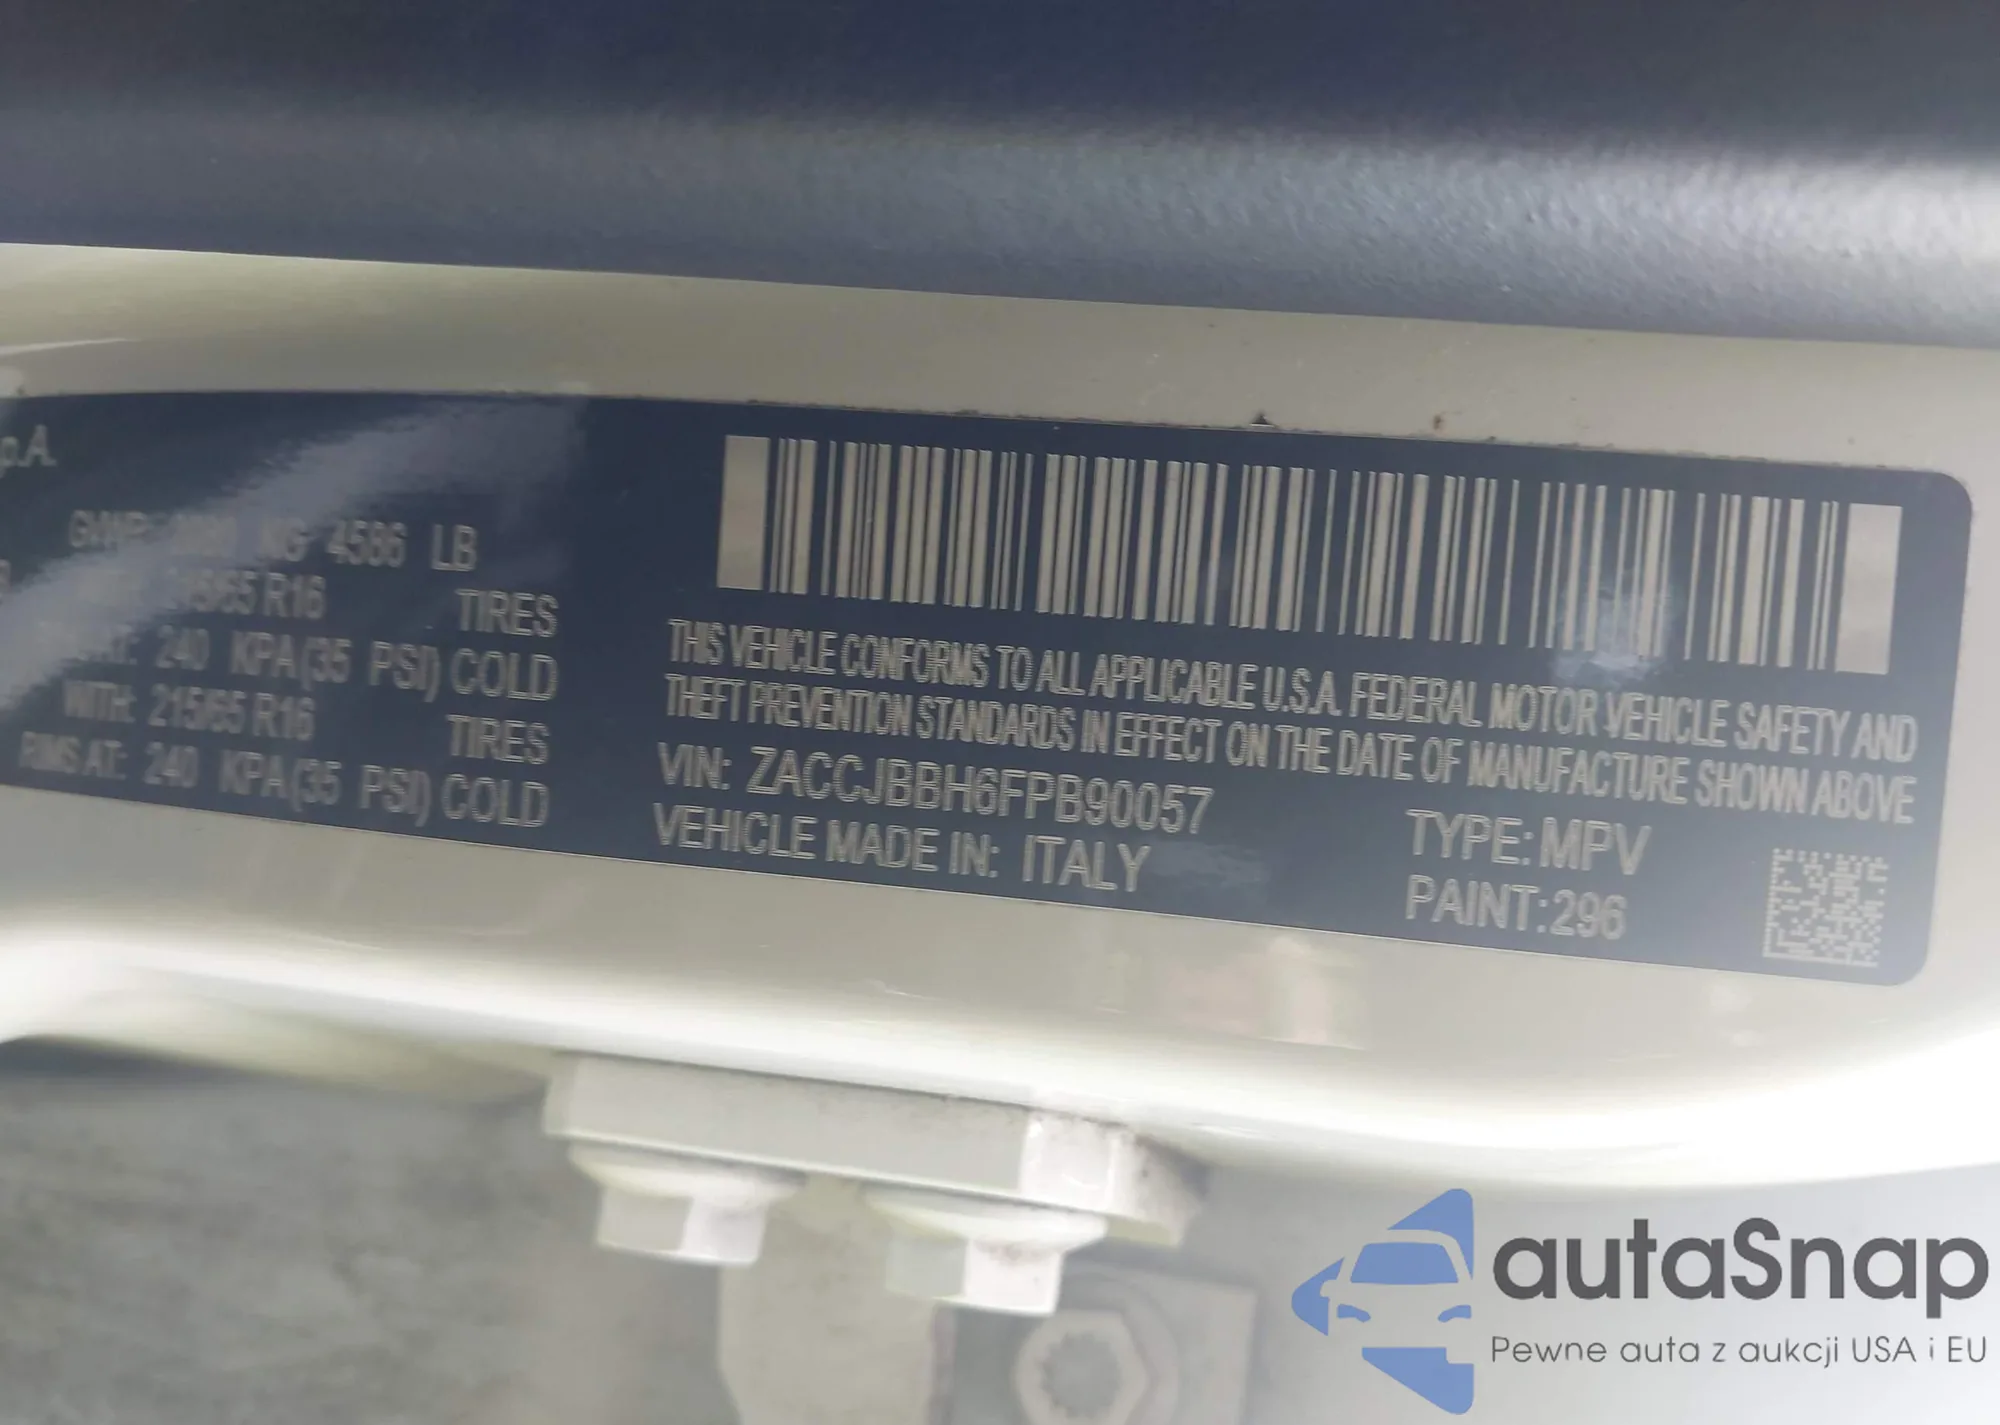 p.A.
4586 LB
R16 TIRES
240 KPA(35 PSI) COLD
WITH: 215/65 R16 TIRES
RIMS AT: 240 KPA(35 PSI) COLD
THIS VEHICLE CONFORMS TO ALL APPLICABLE U.S.A. FEDERAL MOTOR VEHICLE SAFETY AND
THEFT PREVENTION STANDARDS IN EFFECT ON THE DATE OF MANUFACTURE SHOWN ABOVE
VIN: ZACCJBBH6FPB90057
VEHICLE MADE IN: ITALY
TYPE: MPV
PAINT:296
autaSnap
Pewne auta z aukcji USA i EU